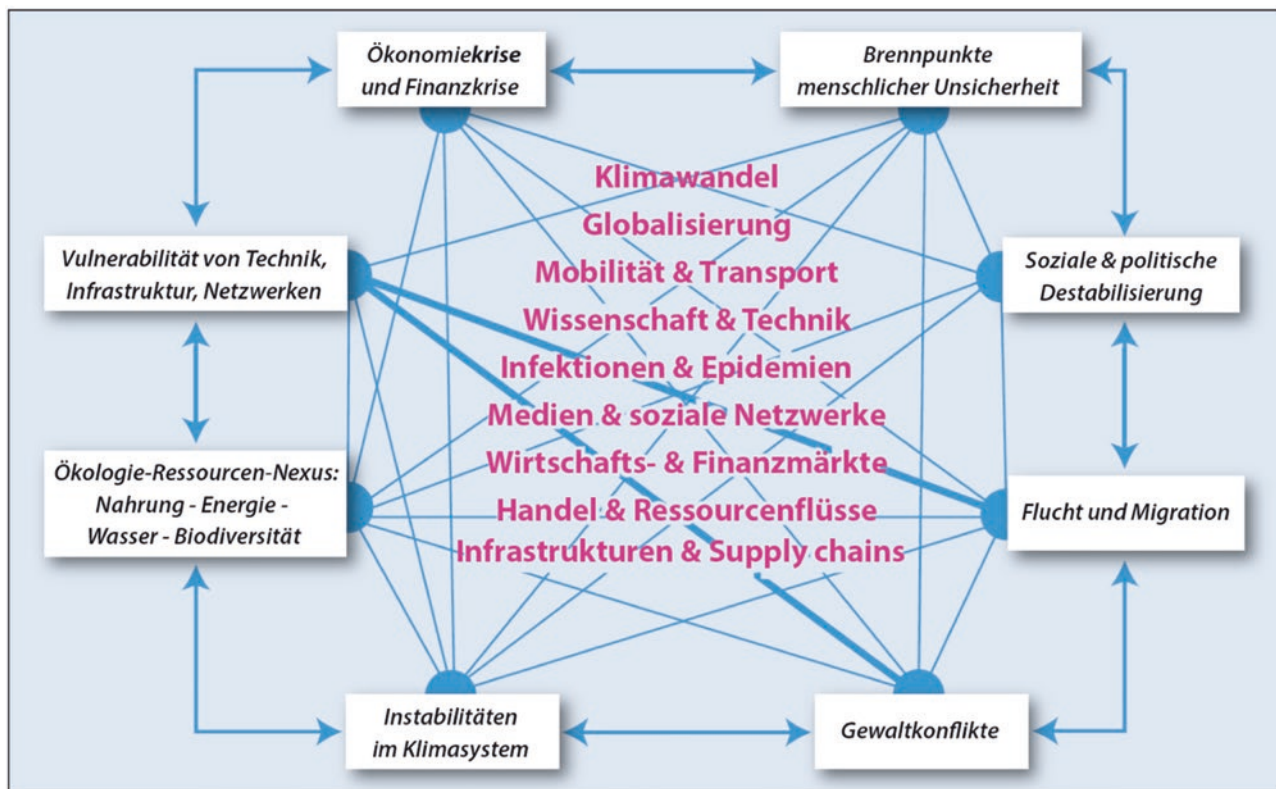 Ökonomiekrise
und Finanzkrise
Brennpunkte
menschlicher Unsicherheit
Klimawandel
Globalisierung
Mobilität & Transport
Wissenschaft & Technik
Infektionen & Epidemien
Medien & soziale Netzwerke
Wirtschafts- & Finanzmärkte
Handel & Ressourcenflüsse
Infrastrukturen & Supply chains
Vulnerabilität von Technik,
Infrastruktur, Netzwerken
Soziale & politische
Destabilisierung
Ökologie-Ressourcen-Nexus:
Nahrung - Energie -
Wasser - Biodiversität
Flucht und Migration
Instabilitäten
im Klimasystem
Gewaltkonflikte